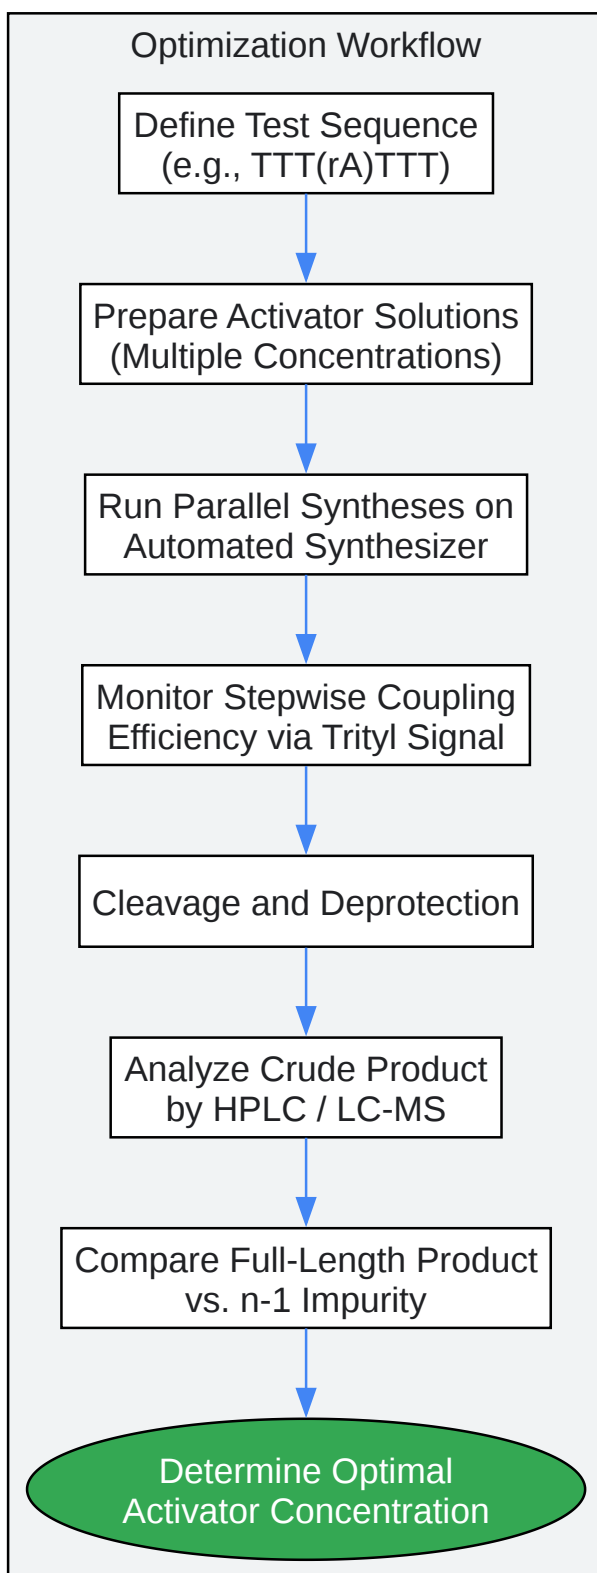 Optimization Workflow
Define Test Sequence
(e.g., TTT(rA)TTT)
Prepare Activator Solutions
(Multiple Concentrations)
Run Parallel Syntheses on
Automated Synthesizer
Monitor Stepwise Coupling
Efficiency via Trityl Signal
Cleavage and Deprotection
Analyze Crude Product
by HPLC / LC-MS
Compare Full-Length Product
vs. n-1 Impurity
Determine Optimal
Activator Concentration